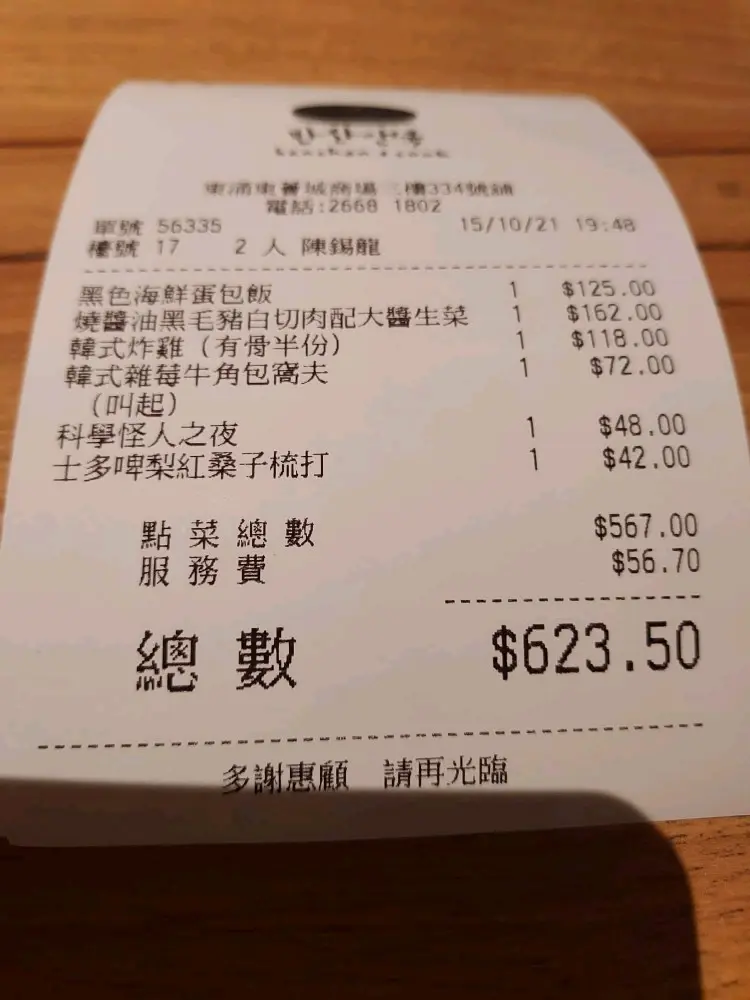 東涌東薈城商場三樓334號舖
電話:2668 1802
單號 56335 15/10/21 19:48
檯號 17 2 人 陳錫龍
黑色海鮮蛋包飯 1 $125.00
燒醬油黑毛豬白切肉配大醬生菜 1 $162.00
韓式炸雞(有骨半份) 1 $118.00
韓式雜莓牛角包窩夫 1 $72.00
(叫起)
科學怪人之夜 1 $48.00
士多啤梨紅桑子梳打 1 $42.00
點菜總數 $567.00
服務費 $56.70
總數 $623.50
多謝惠顧 請再光臨